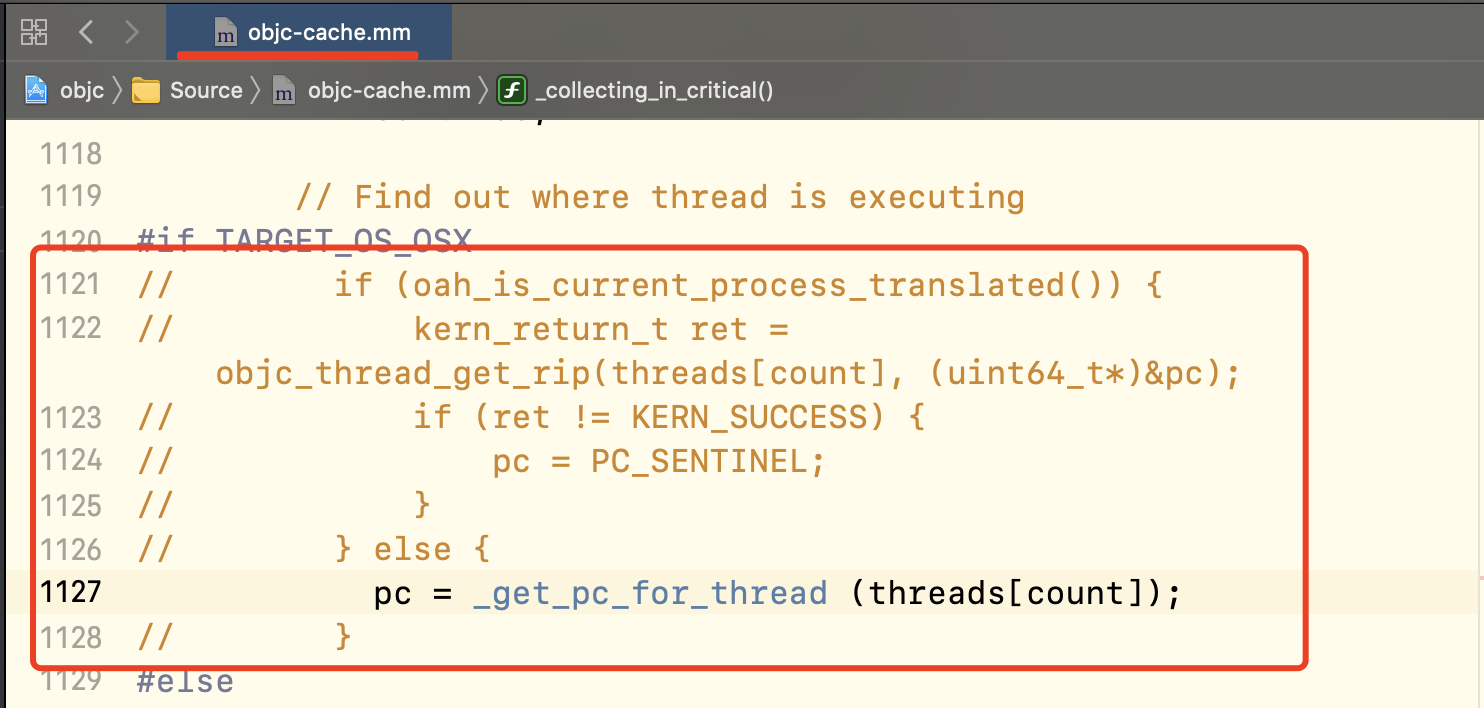 objc-cache.mm
objc 〉 Source 〉 objc-cache.mm 〉 _collecting_in_critical()
1118
1119 // Find out where thread is executing
1120 #if TARGET_OS_OSX
1121 // if (oah_is_current_process_translated()) {
1122 // kern_return_t ret =
objc_thread_get_rip(threads[count], (uint64_t*)&pc);
1123 // if (ret != KERN_SUCCESS) {
1124 // pc = PC_SENTINEL;
1125 // }
1126 // } else {
1127 pc = _get_pc_for_thread (threads[count]);
1128 // }
1129 #else